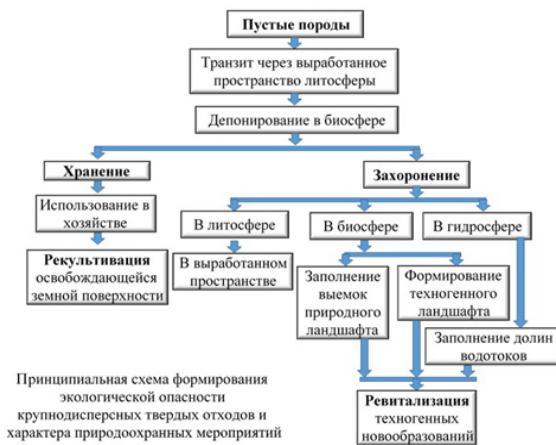 Пустые породы
Транзит через выработанное
пространство литосферы
Депонирование в биосфере
Хранение
Захоронение
Использование в
хозяйстве
В литосфере
В биосфере
В гидросфере
Рекультивация
освобождающейся
земной поверхности
В выработанном
пространстве
Заполнение
выемок
природного
ландшафта
Формирование
техногенного
ландшафта
Заполнение долин
водотоков
Ревитализация
техногенных
новообразований
Принципиальная схема формирования
экологической опасности
крупнодисперсных твердых отходов и
характера природоохранных мероприятий